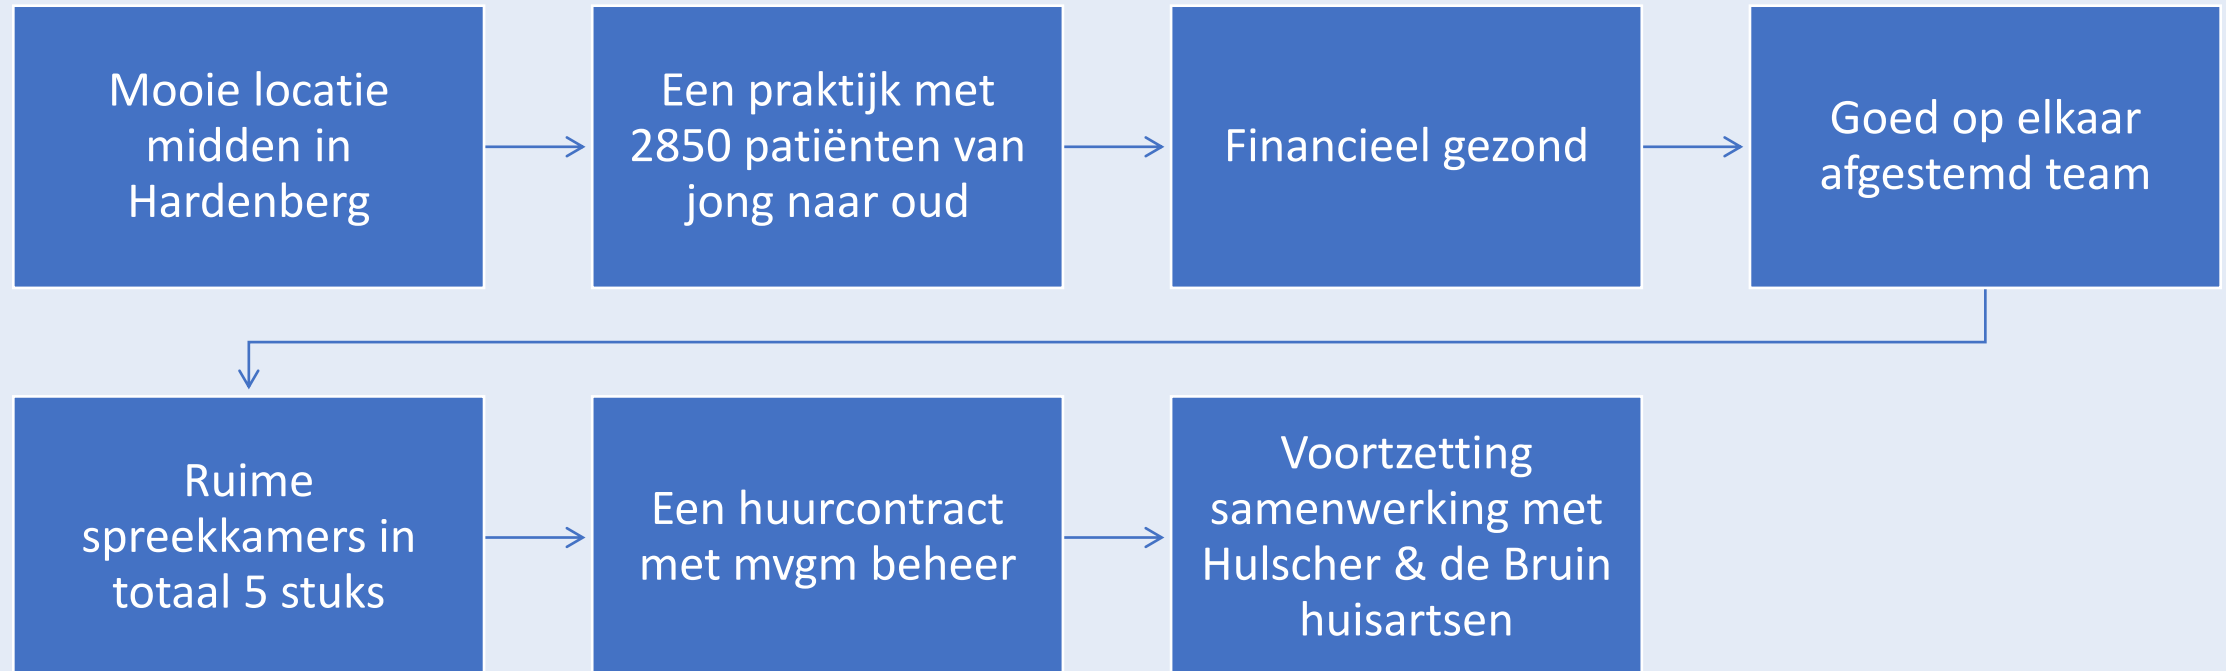 Mooie locatie
midden in
Hardenberg
Een praktijk met
2850 patiënten van
jong naar oud
Financieel gezond
Goed op elkaar
afgestemd team
Ruime
spreekkamers in
totaal 5 stuks
Een huurcontract
met mvgm beheer
Voortzetting
samenwerking met
Hulscher & de Bruin
huisartsen